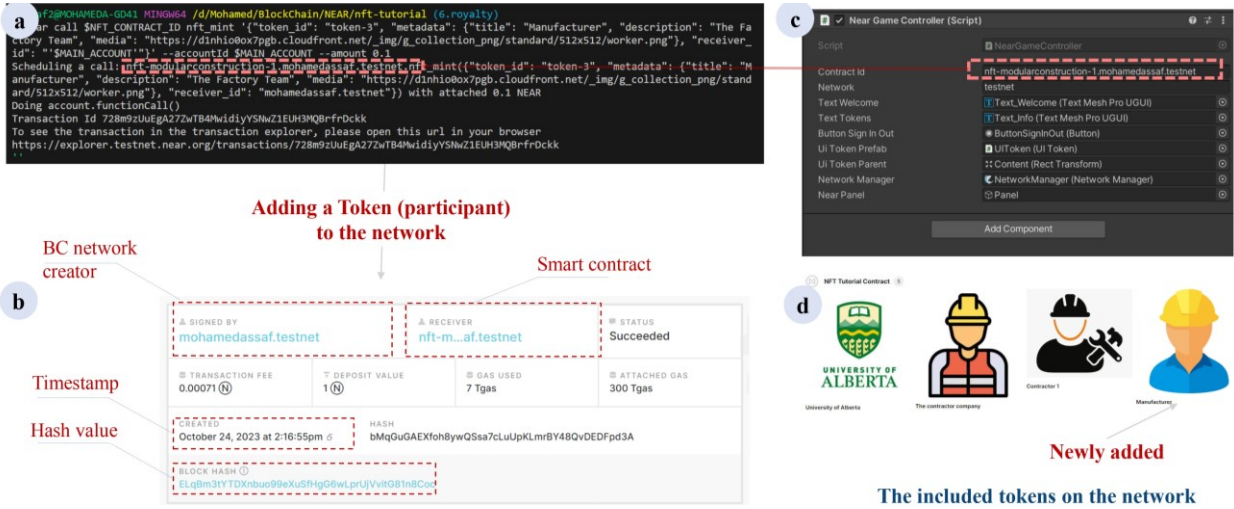 a
af2@MOHAMEDA-GD41 MINGW64 /d/Mohamed/BlockChain/NEAR/nft-tutorial (6.royalty)
ar call $NFT_CONTRACT_ID nft_mint '{"token_id": "token-3", "metadata": {"title": "Manufacturer", "description": "The Fa
ctory Team", "media": "https://d1nhio0ox7pgb.cloudfront.net/_img/g_collection_png/standard/512x512/worker.png"}, "receiver_
id": "'$MAIN_ACCOUNT'"}' --accountId $MAIN_ACCOUNT --amount 0.1
Scheduling a call: nft-modularconstruction-1.mohamedassaf.testnet.nft_mint({"token_id": "token-3", "metadata": {"title": "M
anufacturer", "description": "The Factory Team", "media": "https://d1nhio0ox7pgb.cloudfront.net/_img/g_collection_png/stand
ard/512x512/worker.png"}, "receiver_id": "mohamedassaf.testnet"}) with attached 0.1 NEAR
Doing account.functionCall()
Transaction Id 728m9zUuEgA27ZwTB4MwidiyYSNwZ1EUH3MQBrfrDckk
To see the transaction in the transaction explorer, please open this url in your browser
https://explorer.testnet.near.org/transactions/728m9zUuEgA27ZwTB4MwidiyYSNwZ1EUH3MQBrfrDckk
Adding a Token (participant)
to the network
BC network
creator
Smart contract
b
SIGNED BY
mohamedassaf.testnet
RECEIVER
nft-m...af.testnet
STATUS
Succeeded
Timestamp
TRANSACTION FEE
0.00071 N
DEPOSIT VALUE
1 N
GAS USED
7 Tgas
ATTACHED GAS
300 Tgas
Hash value
CREATED
October 24, 2023 at 2:16:55pm
HASH
bMqGuGAEXfoh8ywQSsa7cLuUpKLmrBY48QvDEDFpd3A
BLOCK HASH
ELqBm3tYTDXnbuo99eXuSfHgG6wLprUjVvitG81n8Coc
c
Near Game Controller (Script)
Script
NearGameController
Contract Id
nft-modularconstruction-1.mohamedassaf.testnet
Network
testnet
Text Welcome
Text_Welcome (Text Mesh Pro UGUI)
Text Tokens
Text_Info (Text Mesh Pro UGUI)
Button Sign In Out
ButtonSignInOut (Button)
Ui Token Prefab
UIToken (UI Token)
Ui Token Parent
Content (Rect Transform)
Network Manager
NetworkManager (Network Manager)
Near Panel
Panel
Add Component
d
NFT Tutorial Contract 5
UNIVERSITY OF
ALBERTA
University of Alberta
The contractor company
Contractor 1
Manufacturer
Newly added
The included tokens on the network